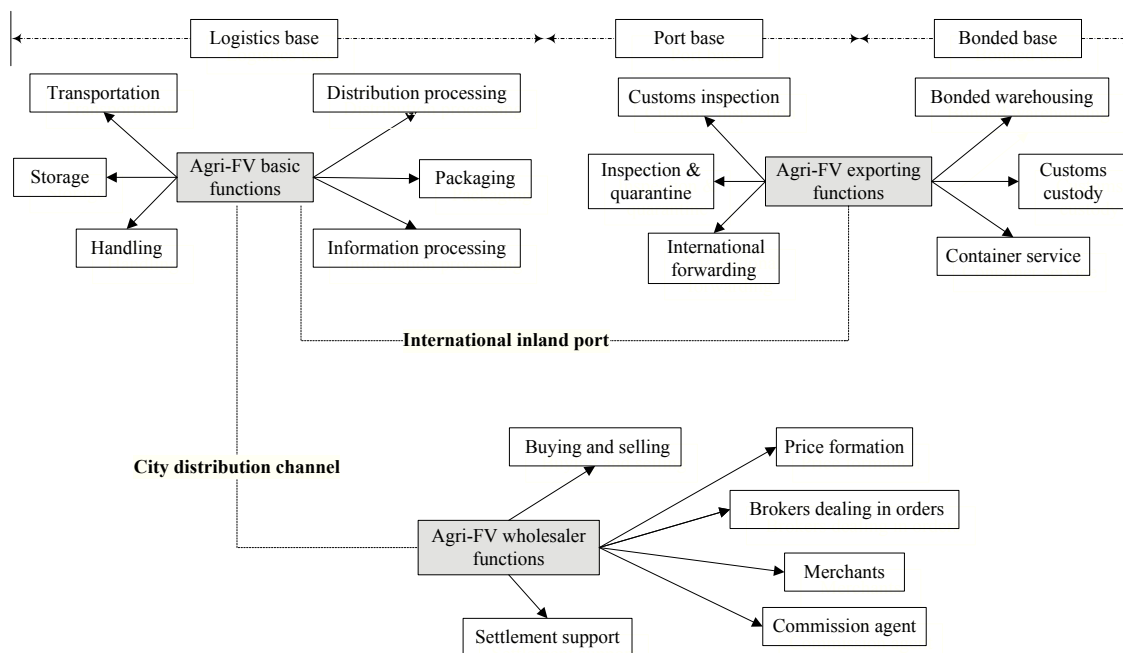 Logistics base
Port base
Bonded base
Transportation
Distribution processing
Customs inspection
Bonded warehousing
Storage
Agri-FV basic
functions
Packaging
Inspection &
quarantine
Agri-FV exporting
functions
Customs
custody
Handling
Information processing
International
forwarding
Container service
International inland port
City distribution channel
Buying and selling
Price formation
Brokers dealing in orders
Agri-FV wholesaler
functions
Merchants
Settlement support
Commission agent